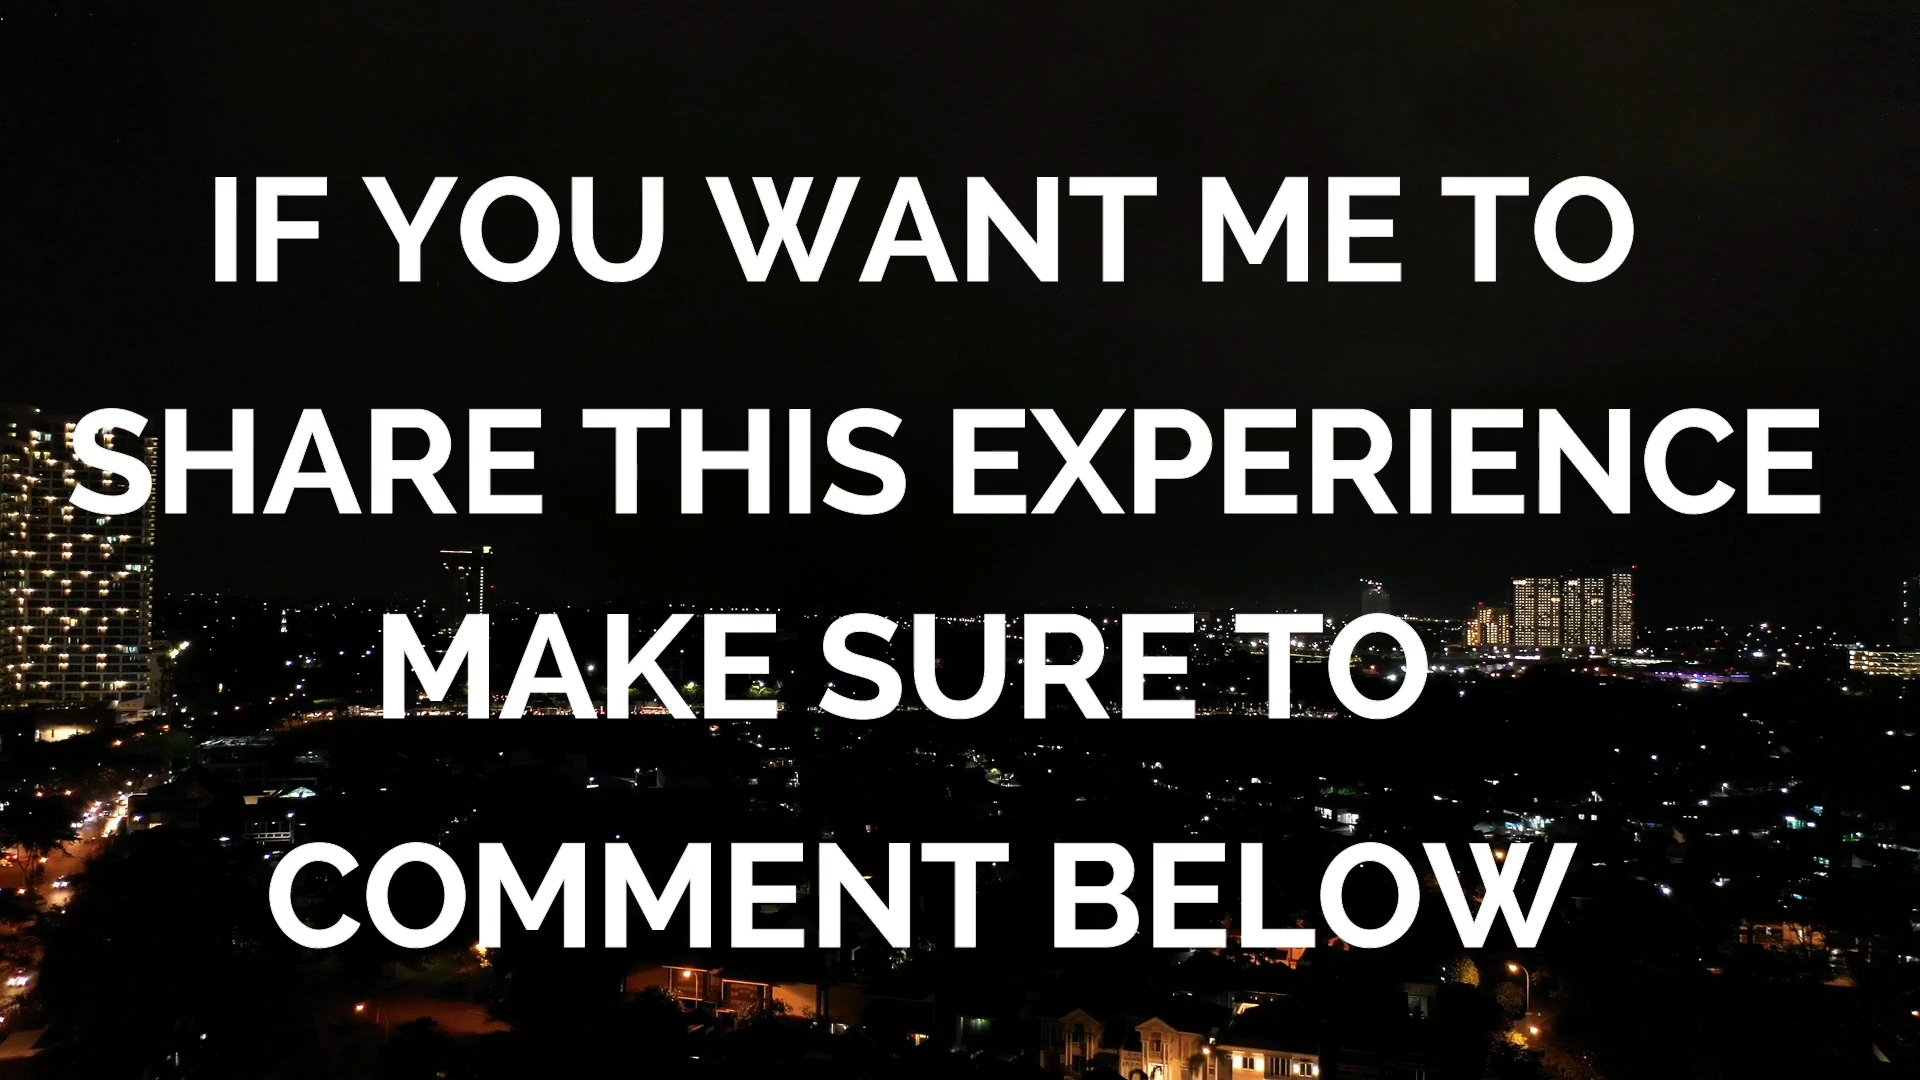 IF YOU WANT ME TO
SHARE THIS EXPERIENCE
MAKE SURE TO
COMMENT BELOW